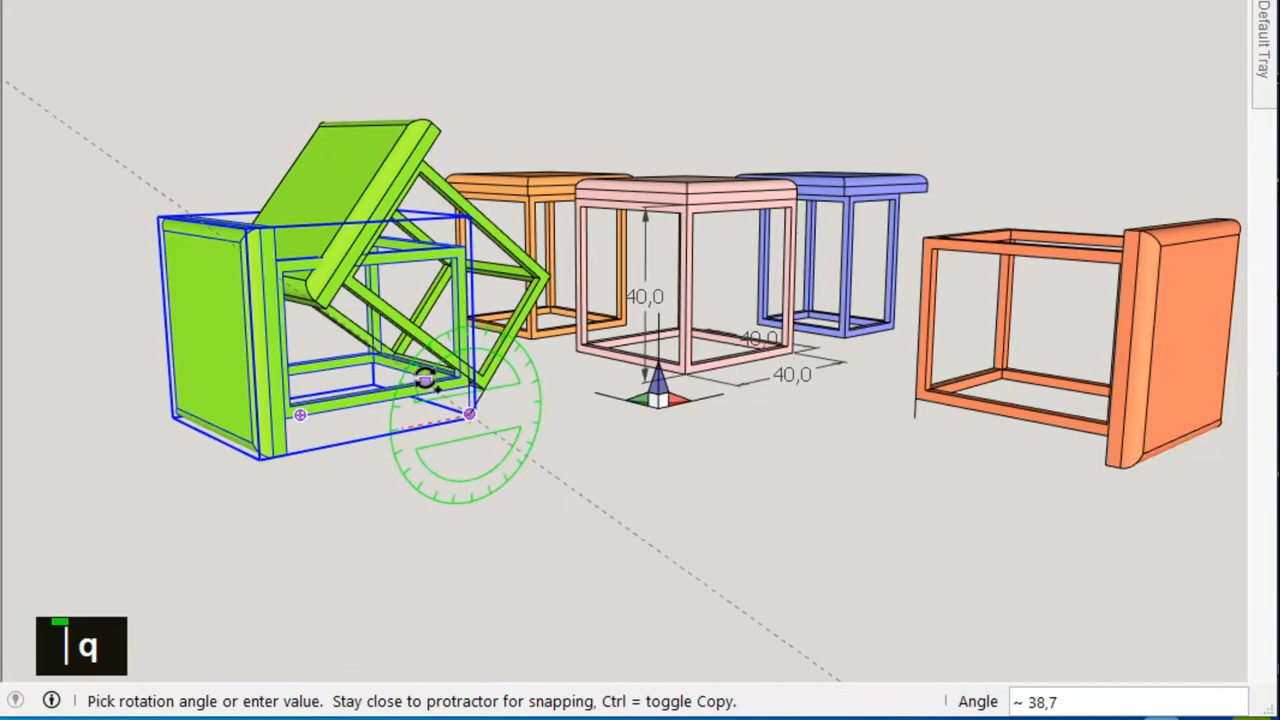 Default Tray
40,0
40,0
40,0
q
Pick rotation angle or enter value. Stay close to protractor for snapping, Ctrl = toggle Copy.
Angle
~ 38,7